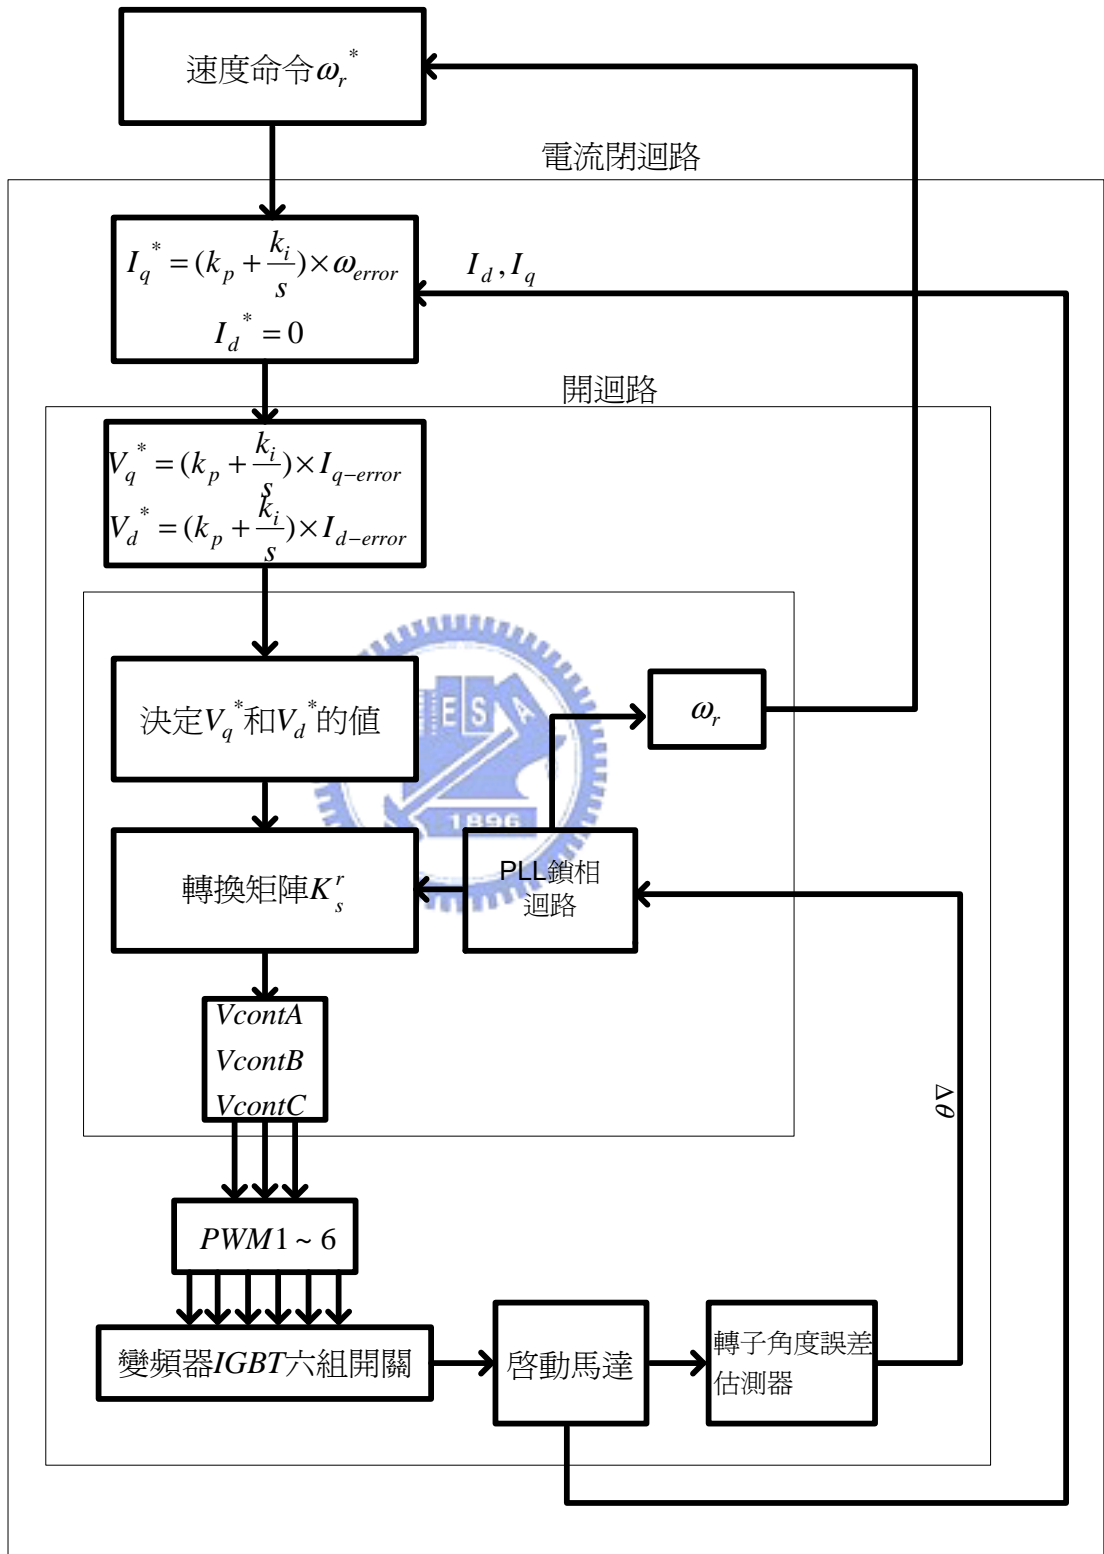 速度命令ω_r^*
電流閉迴路
I_q^* = (k_p + k_i/s) × ω_error
I_d^* = 0
I_d, I_q
開迴路
V_q^* = (k_p + k_i/s) × I_q-error
V_d^* = (k_p + k_i/s) × I_d-error
決定V_q^*和V_d^*的值
ω_r
ES
1896
轉換矩陣K_s^r
PLL鎖相
迴路
VcontA
VcontB
VcontC
Δθ
PWM1 ~ 6
變頻器IGBT六組開關
啓動馬達
轉子角度誤差
估測器